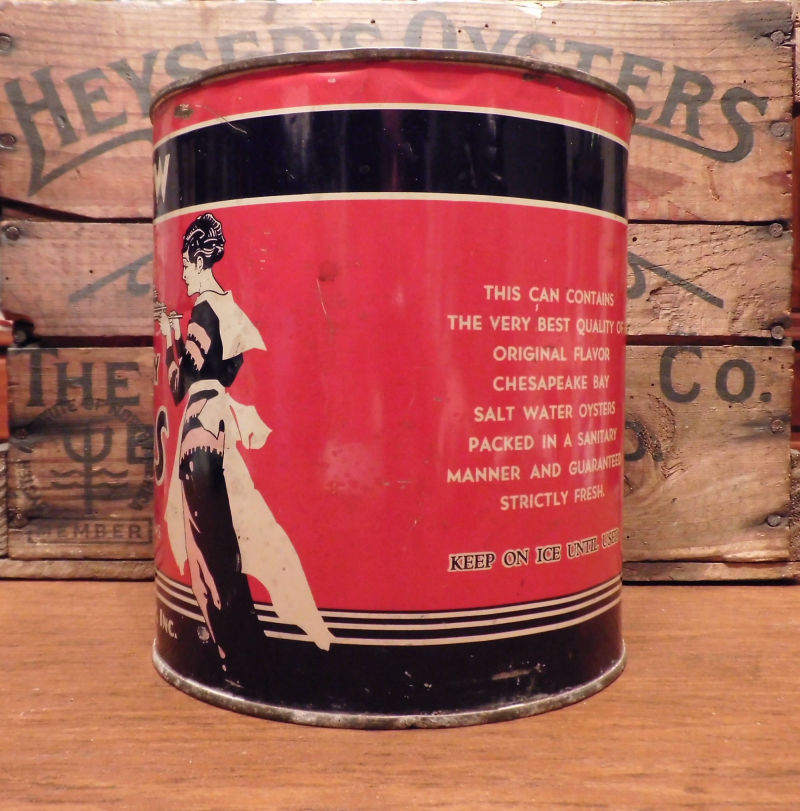 HEYSER'S OYSTERS
W
THIS CAN CONTAINS
THE VERY BEST QUALITY OF
ORIGINAL FLAVOR
CHESAPEAKE BAY
SALT WATER OYSTERS
PACKED IN A SANITARY
MANNER AND GUARANTEED
STRICTLY FRESH.
KEEP ON ICE UNTIL USED
THE
Co.
Y
S
MEMBER
INC.